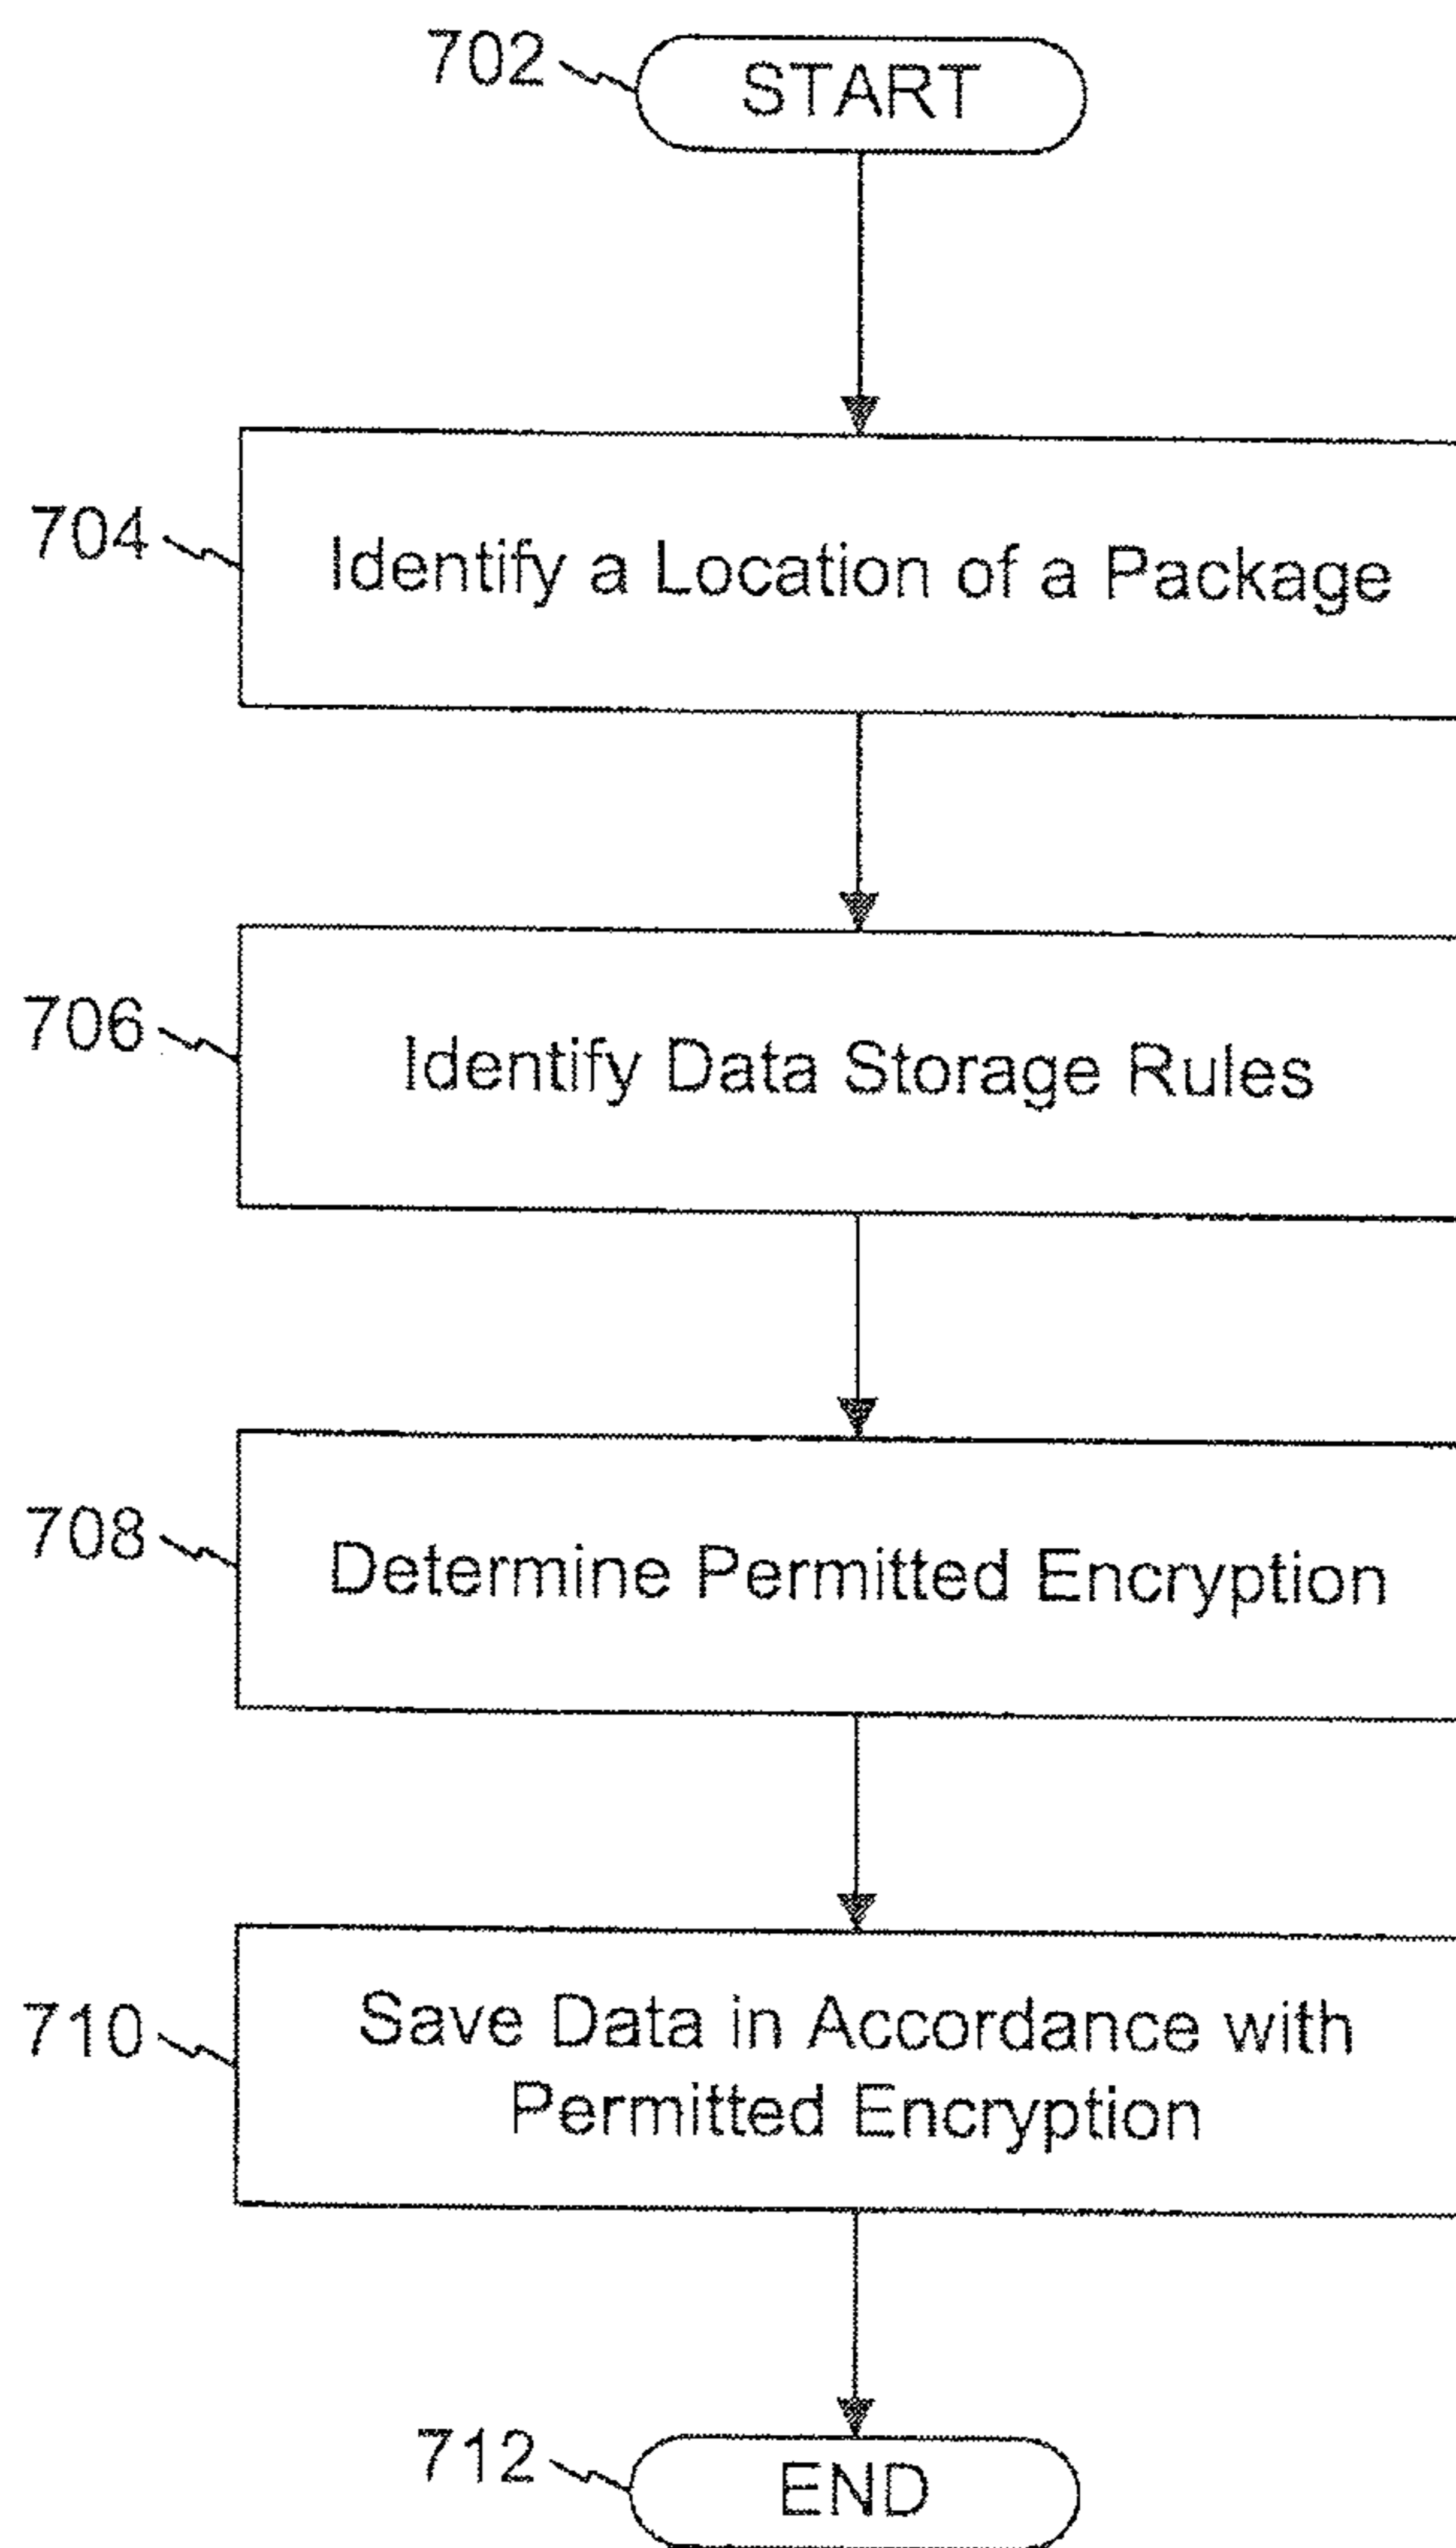 702
START
704
Identify a Location of a Package
706
Identify Data Storage Rules
708
Determine Permitted Encryption
710
Save Data in Accordance with
Permitted Encryption
712
END